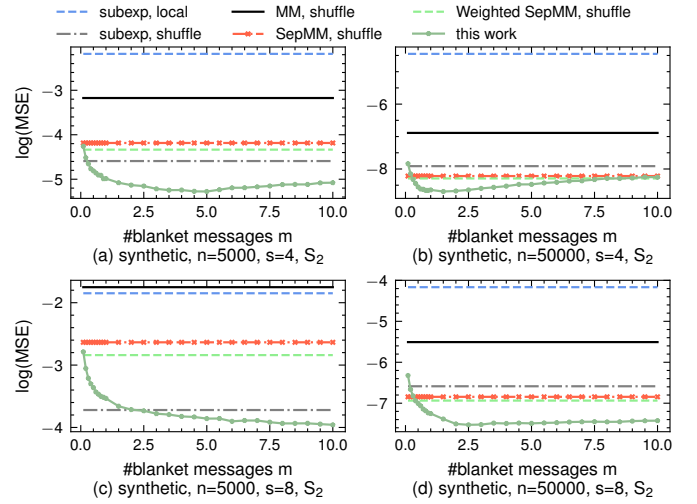 subexp, local
MM, shuffle
Weighted SepMM, shuffle
subexp, shuffle
SepMM, shuffle
this work
log(MSE)
−3
−4
−5
0.0 2.5 5.0 7.5 10.0
#blanket messages m
(a) synthetic, n=5000, s=4, S₂
−6
−8
0.0 2.5 5.0 7.5 10.0
#blanket messages m
(b) synthetic, n=50000, s=4, S₂
log(MSE)
−2
−3
−4
0.0 2.5 5.0 7.5 10.0
#blanket messages m
(c) synthetic, n=5000, s=8, S₂
−4
−5
−6
−7
0.0 2.5 5.0 7.5 10.0
#blanket messages m
(d) synthetic, n=50000, s=8, S₂